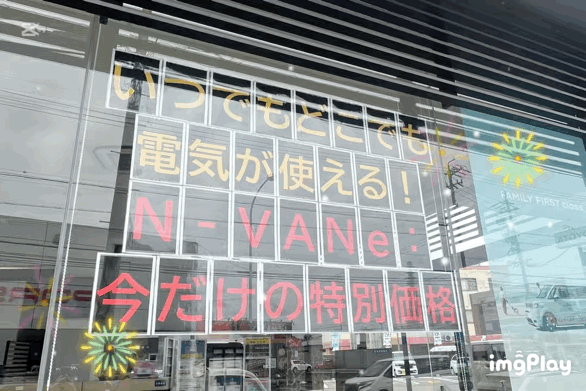 いつでもどこでも
電気が使える!
N-VANe:
今だけの特別価格
FAMILY FIRST DOG'S
imgPlay